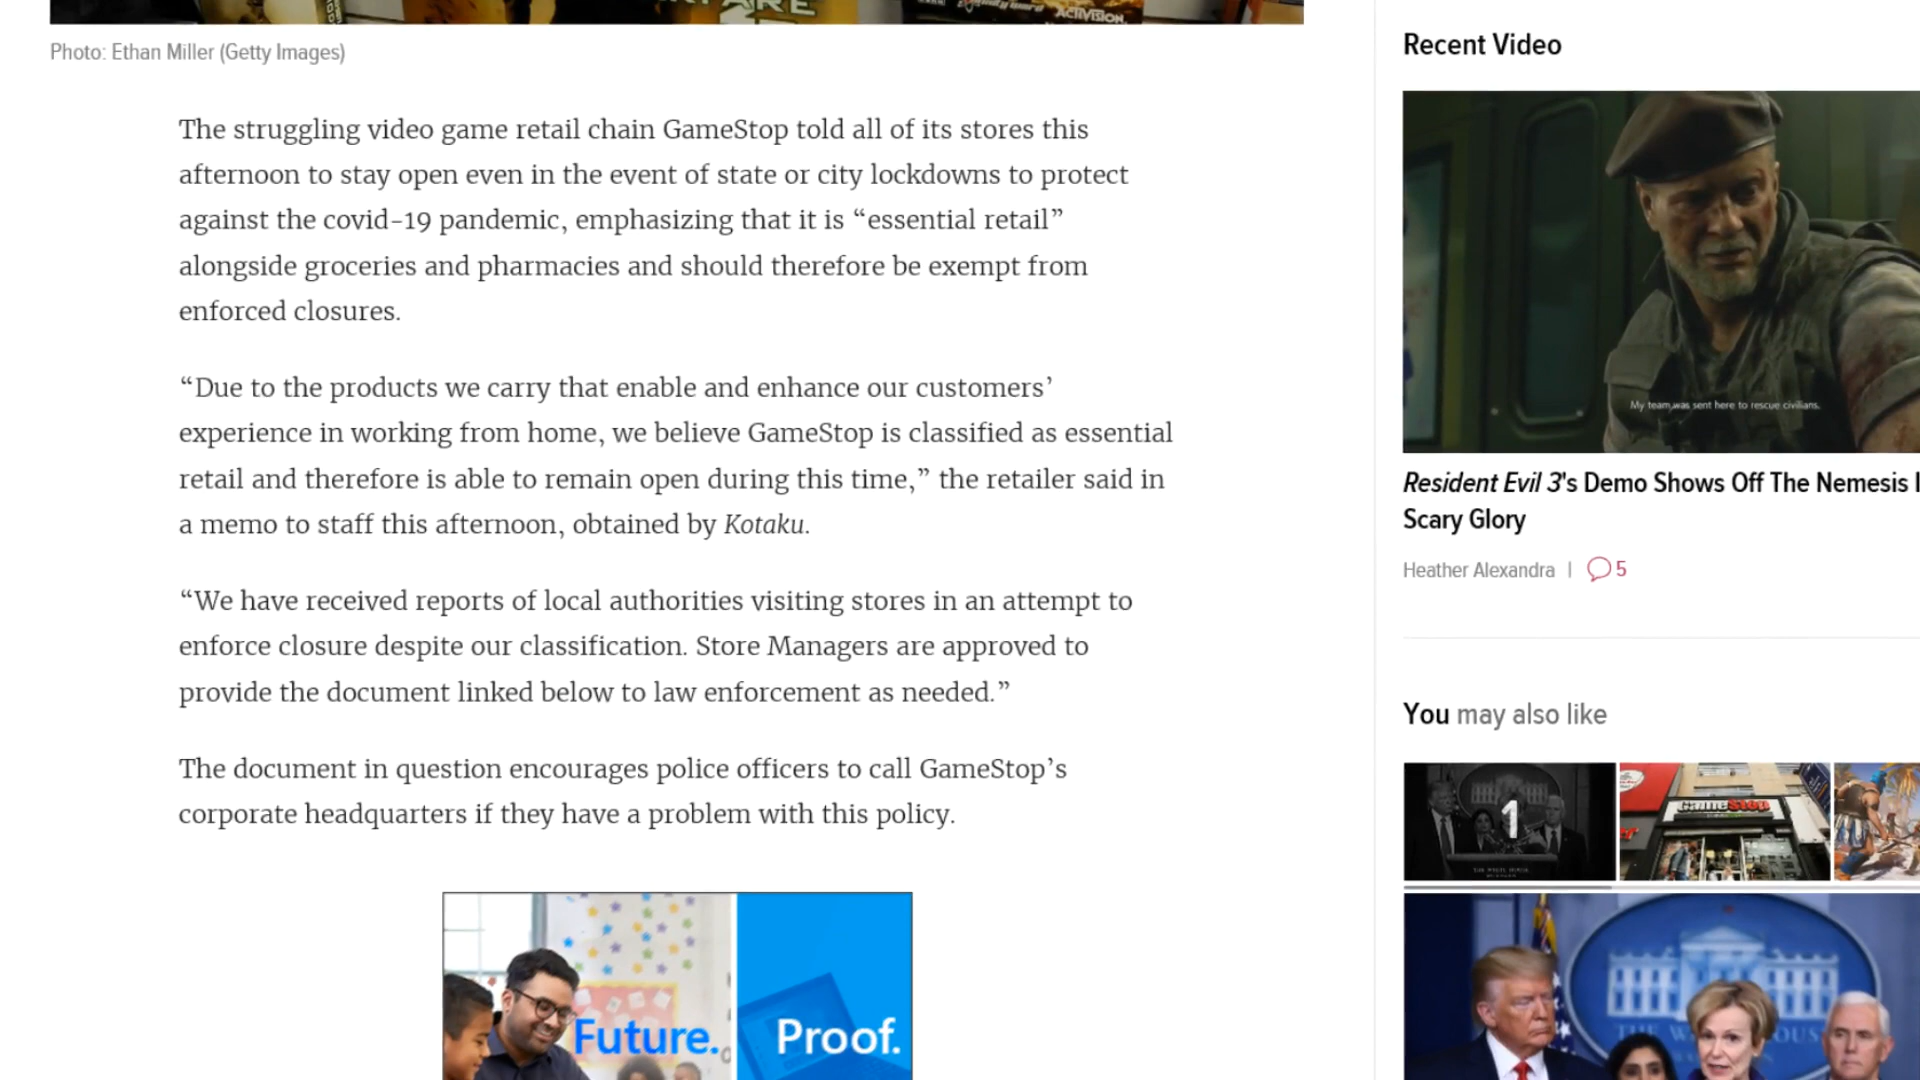 ACTIVISION
Photo: Ethan Miller (Getty Images)
The struggling video game retail chain GameStop told all of its stores this
afternoon to stay open even in the event of state or city lockdowns to protect
against the covid-19 pandemic, emphasizing that it is “essential retail”
alongside groceries and pharmacies and should therefore be exempt from
enforced closures.
“Due to the products we carry that enable and enhance our customers’
experience in working from home, we believe GameStop is classified as essential
retail and therefore is able to remain open during this time,” the retailer said in
a memo to staff this afternoon, obtained by Kotaku.
“We have received reports of local authorities visiting stores in an attempt to
enforce closure despite our classification. Store Managers are approved to
provide the document linked below to law enforcement as needed.”
The document in question encourages police officers to call GameStop’s
corporate headquarters if they have a problem with this policy.
Future.
Proof.
Recent Video
My team was sent here to rescue civilians.
Resident Evil 3's Demo Shows Off The Nemesis
Scary Glory
Heather Alexandra | 5
You may also like
1
THE WHITE HOUSE
GameStop